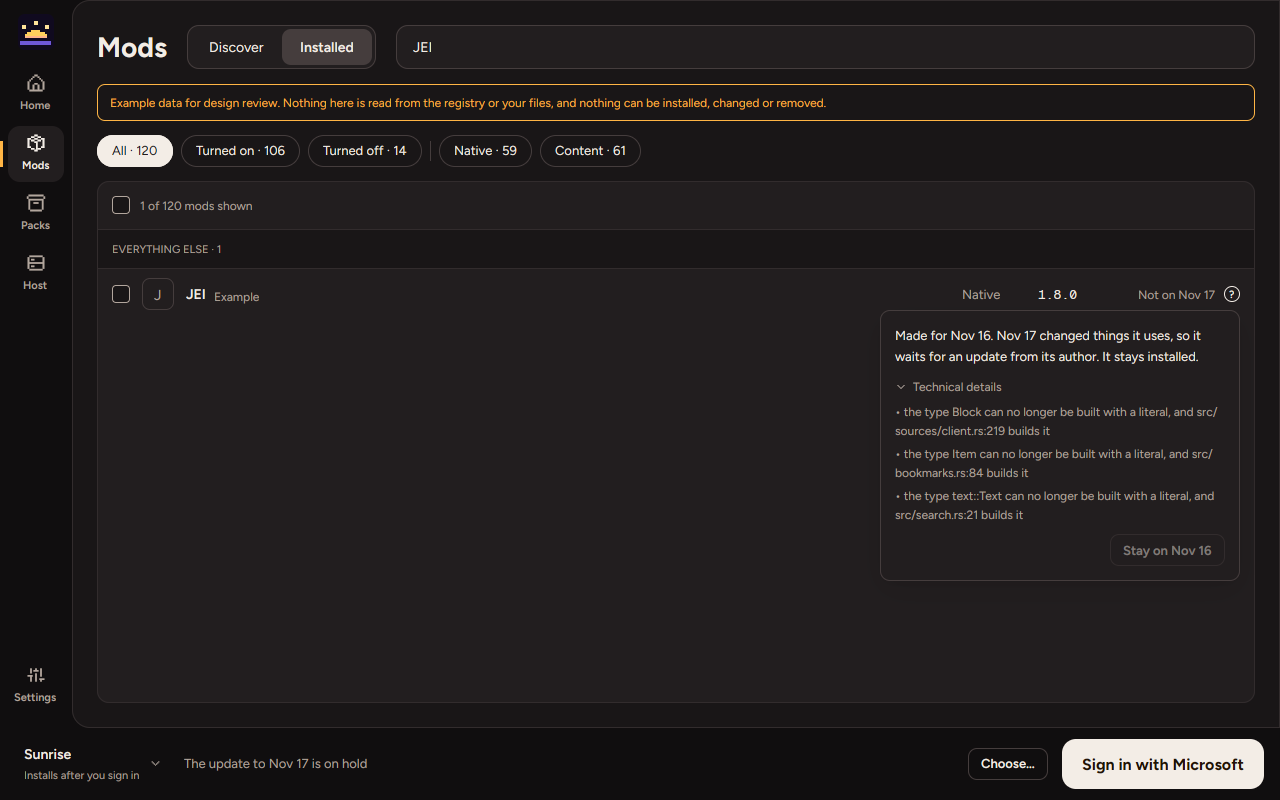 Mods
Discover
Installed
JEI
Home
Example data for design review. Nothing here is read from the registry or your files, and nothing can be installed, changed or removed.
Mods
All · 120
Turned on · 106
Turned off · 14
Native · 59
Content · 61
Packs
1 of 120 mods shown
EVERYTHING ELSE · 1
Host
J
JEI
Example
Native
1.8.0
Not on Nov 17
?
Made for Nov 16. Nov 17 changed things it uses, so it
waits for an update from its author. It stays installed.
Technical details
• the type Block can no longer be built with a literal, and src/
sources/client.rs:219 builds it
• the type Item can no longer be built with a literal, and src/
bookmarks.rs:84 builds it
• the type text::Text can no longer be built with a literal, and
src/search.rs:21 builds it
Stay on Nov 16
Settings
Sunrise
Installs after you sign in
The update to Nov 17 is on hold
Choose...
Sign in with Microsoft